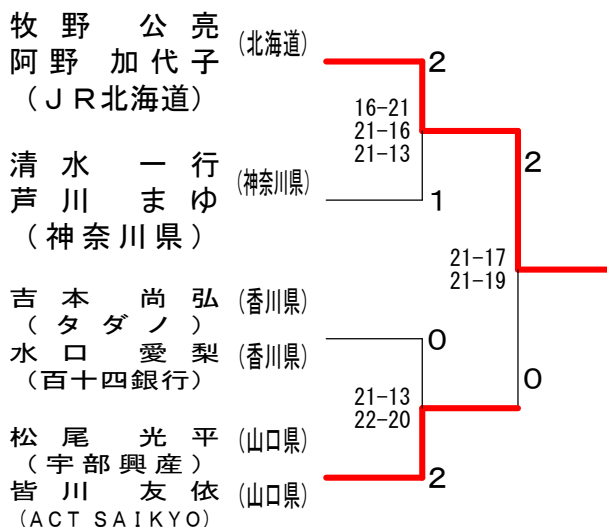 牧野 公亮
阿野 加代子
(北海道)
(ＪＲ北海道)
2
16-21
21-16
21-13
2
清水 一行
芦川 まゆ
(神奈川県)
(神奈川県)
1
21-17
21-19
吉本 尚弘 (香川県)
(タダノ)
水口 愛梨 (香川県)
(百十四銀行)
0
0
21-13
22-20
松尾 光平 (山口県)
(宇部興産)
皆川 友依 (山口県)
(ACT SAIKYO)
2